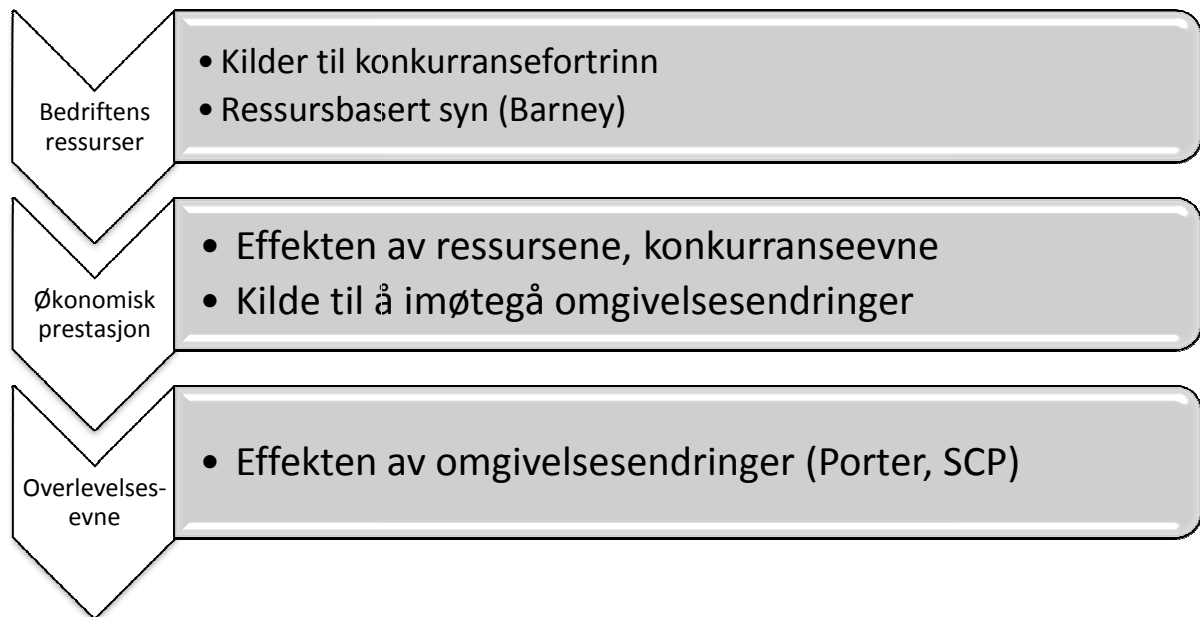 Bedriftens
ressurser
• Kilder til konkurransefortrinn
• Ressursbasert syn (Barney)
Økonomisk
prestasjon
• Effekten av ressursene, konkurranseevne
• Kilde til å imøtegå omgivelsesendringer
Overlevelses-
evne
• Effekten av omgivelsesendringer (Porter, SCP)